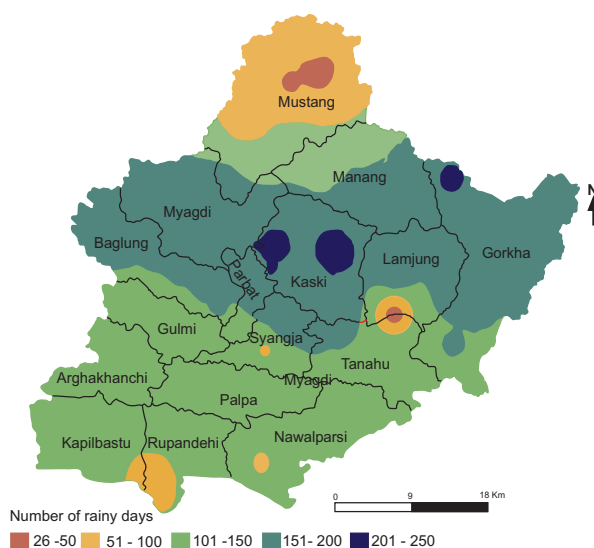 Mustang
Manang
N
Myagdi
Baglung
Gorkha
Lamjung
Parbat
Kaski
Gulmi
Syangja
Tanahu
Arghakhanchi
Myagdi
Palpa
Kapilbastu
Rupandehi
Nawalparsi
0 9 18 Km
Number of rainy days
26 -50 51 - 100 101 -150 151- 200 201 - 250